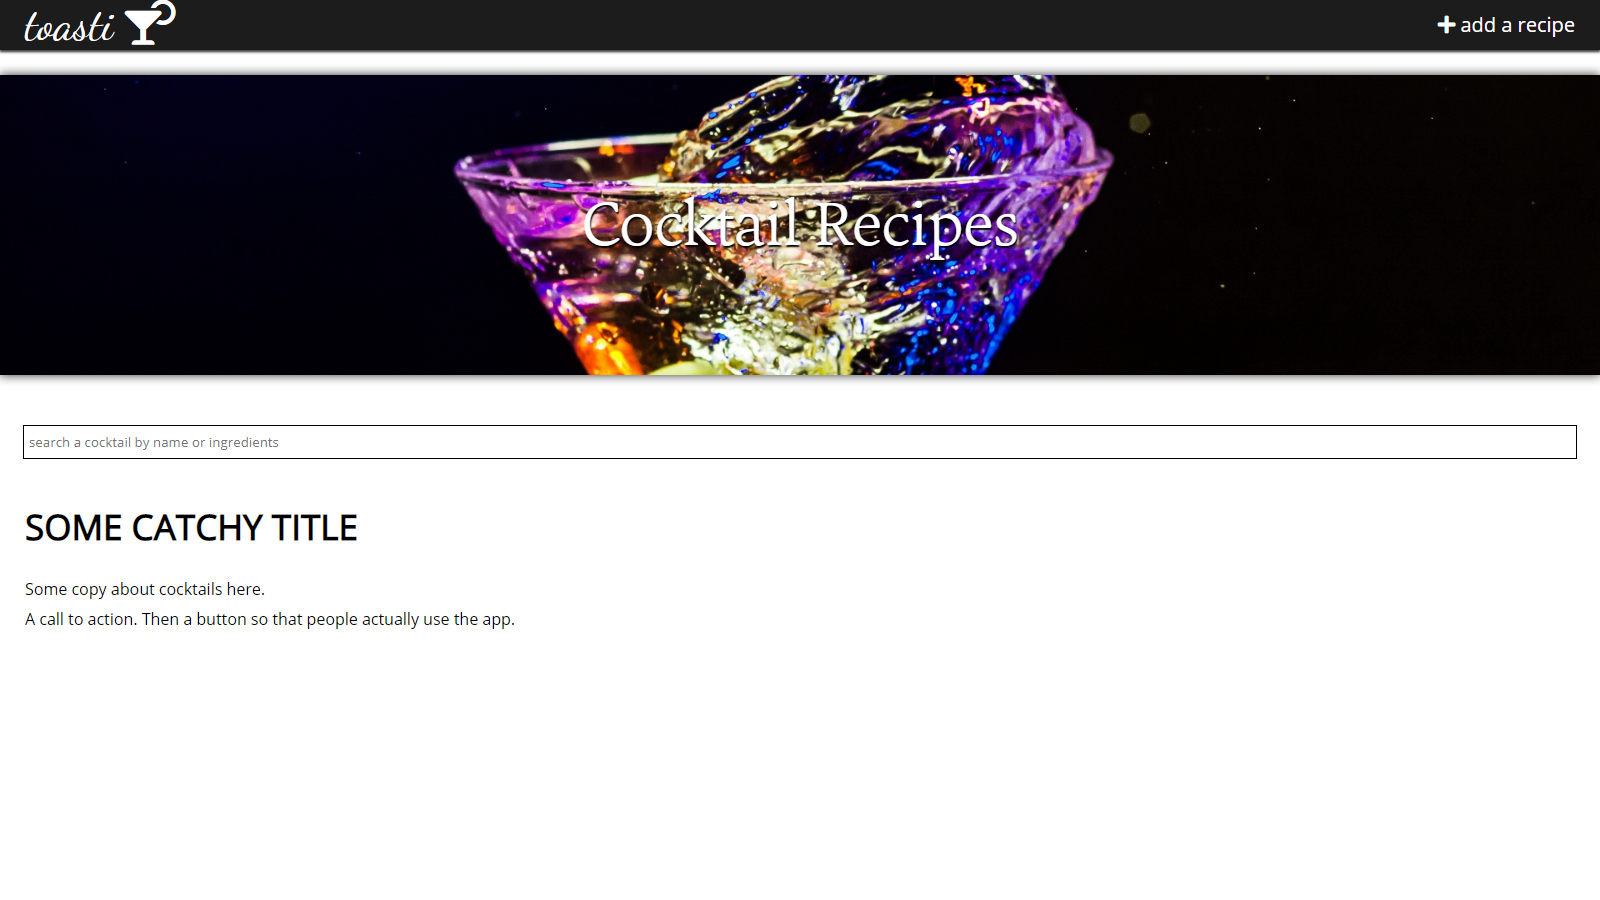 toasti
add a recipe
Cocktail Recipes
search a cocktail by name or ingredients
SOME CATCHY TITLE
Some copy about cocktails here.
A call to action. Then a button so that people actually use the app.